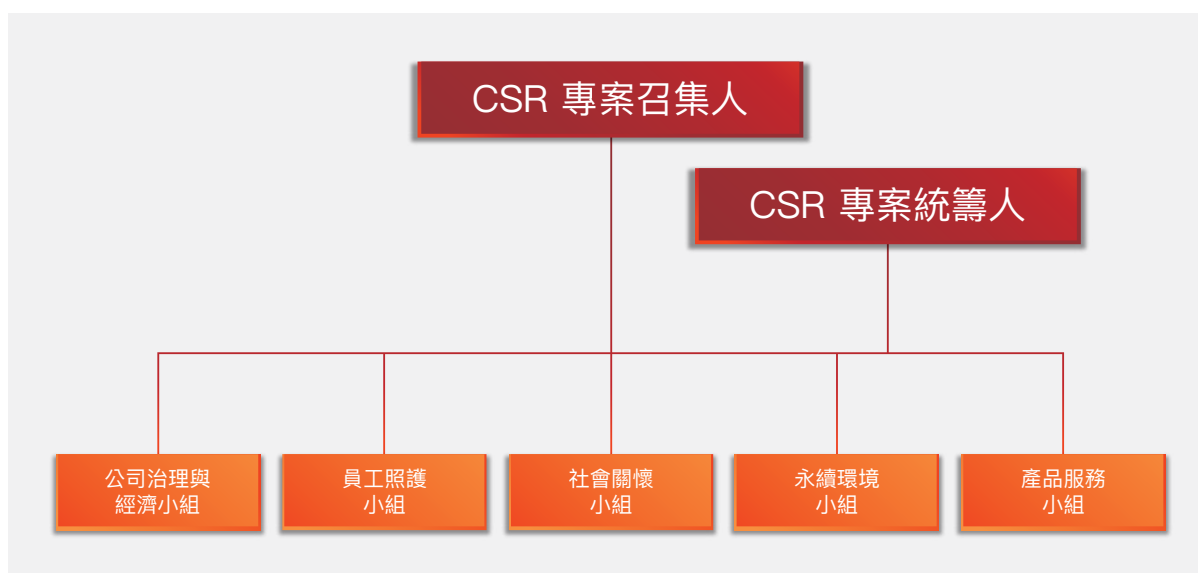 CSR 專案召集人
CSR 專案統籌人
公司治理與
經濟小組
員工照護
小組
社會關懷
小組
永續環境
小組
產品服務
小組